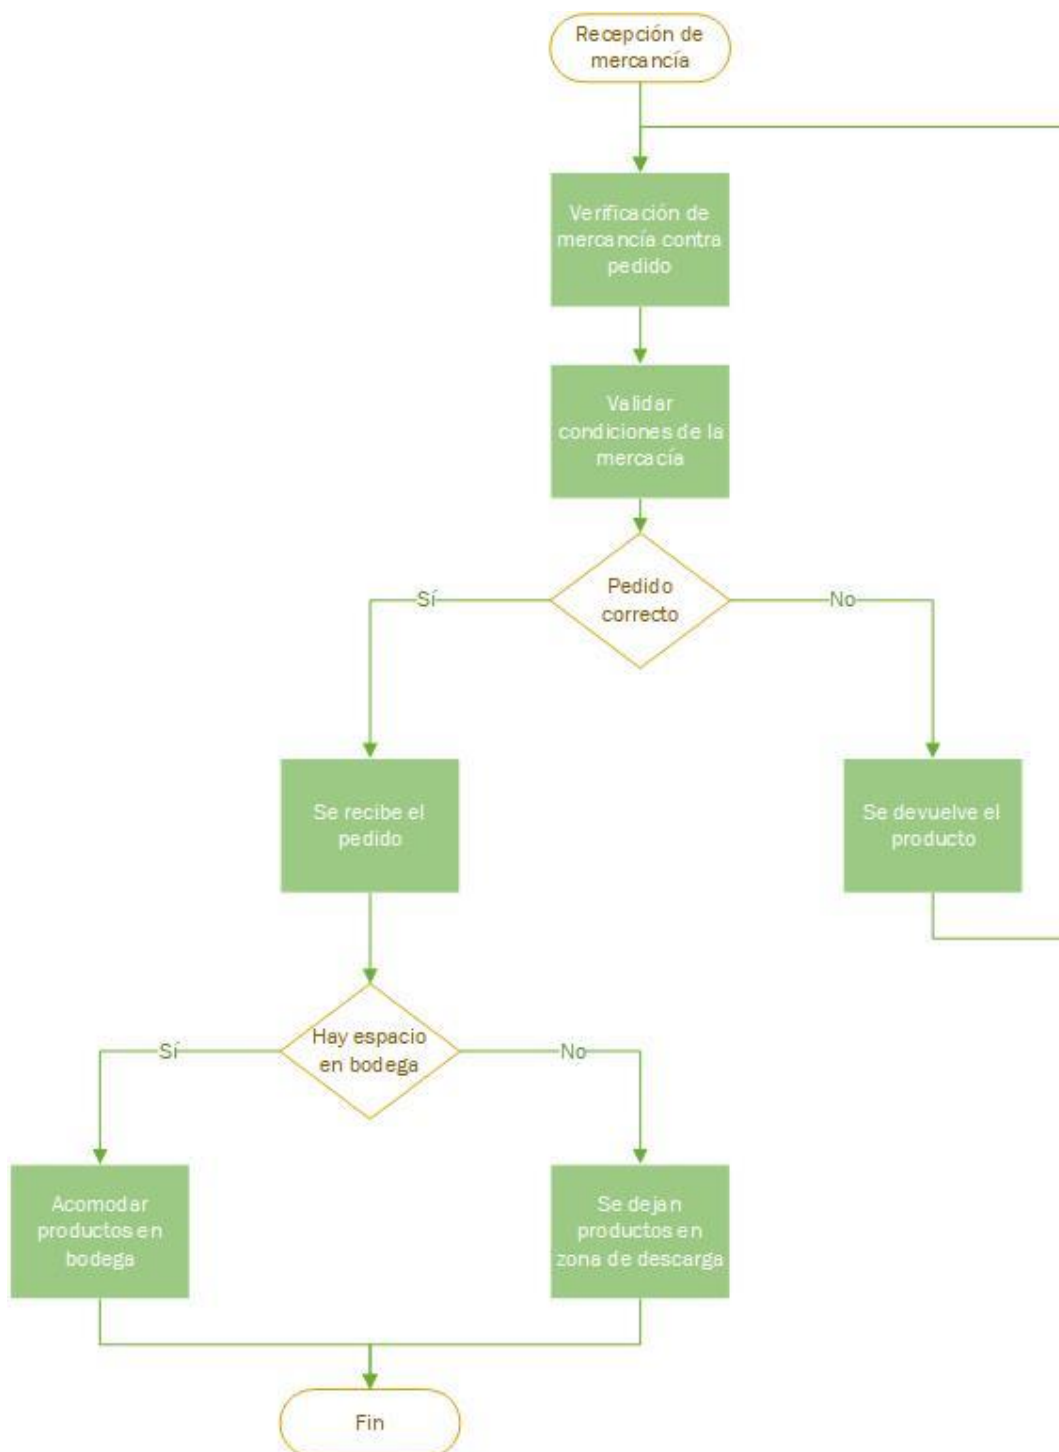 Recepción de
mercancía
Verificación de
mercancía contra
pedido
Validar
condiciones de la
mercacía
Pedido
correcto
Sí
No
Se recibe el
pedido
Se devuelve el
producto
Hay espacio
en bodega
Sí
No
Acomodar
productos en
bodega
Se dejan
productos en
zona de descarga
Fin